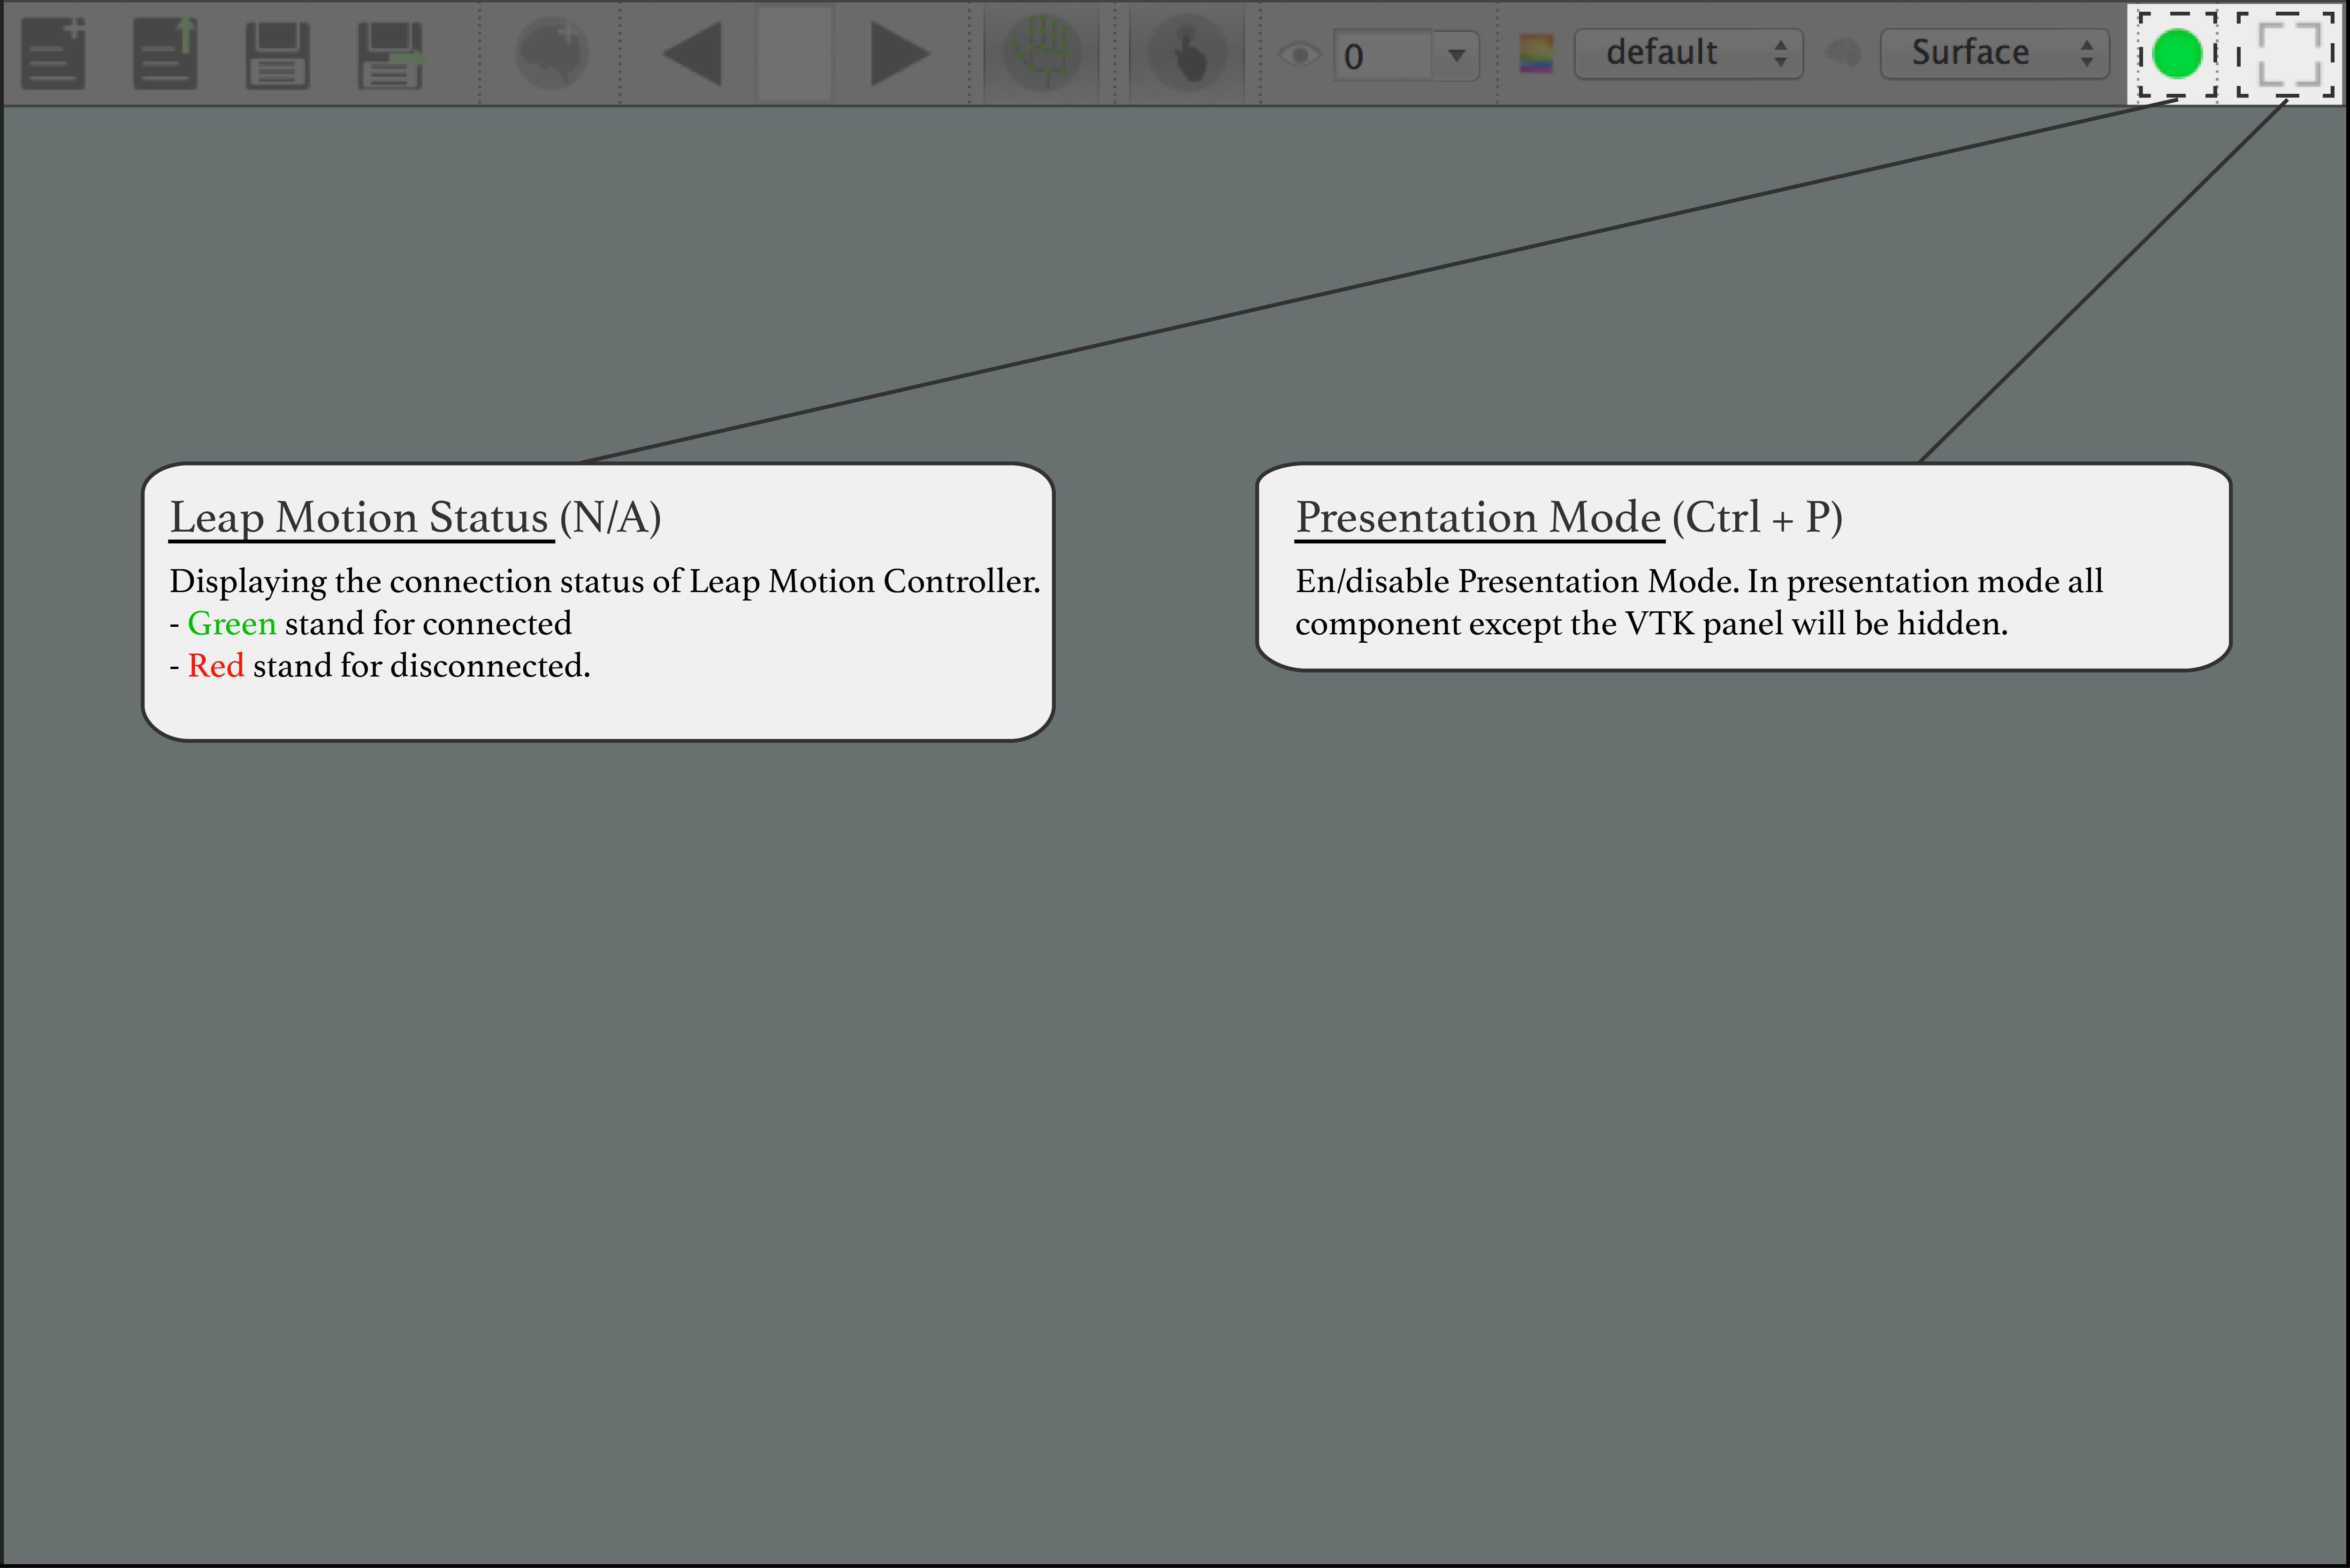 0
default
Surface
Leap Motion Status (N/A)
Displaying the connection status of Leap Motion Controller.
- Green stand for connected
- Red stand for disconnected.
Presentation Mode (Ctrl + P)
En/disable Presentation Mode. In presentation mode all
component except the VTK panel will be hidden.